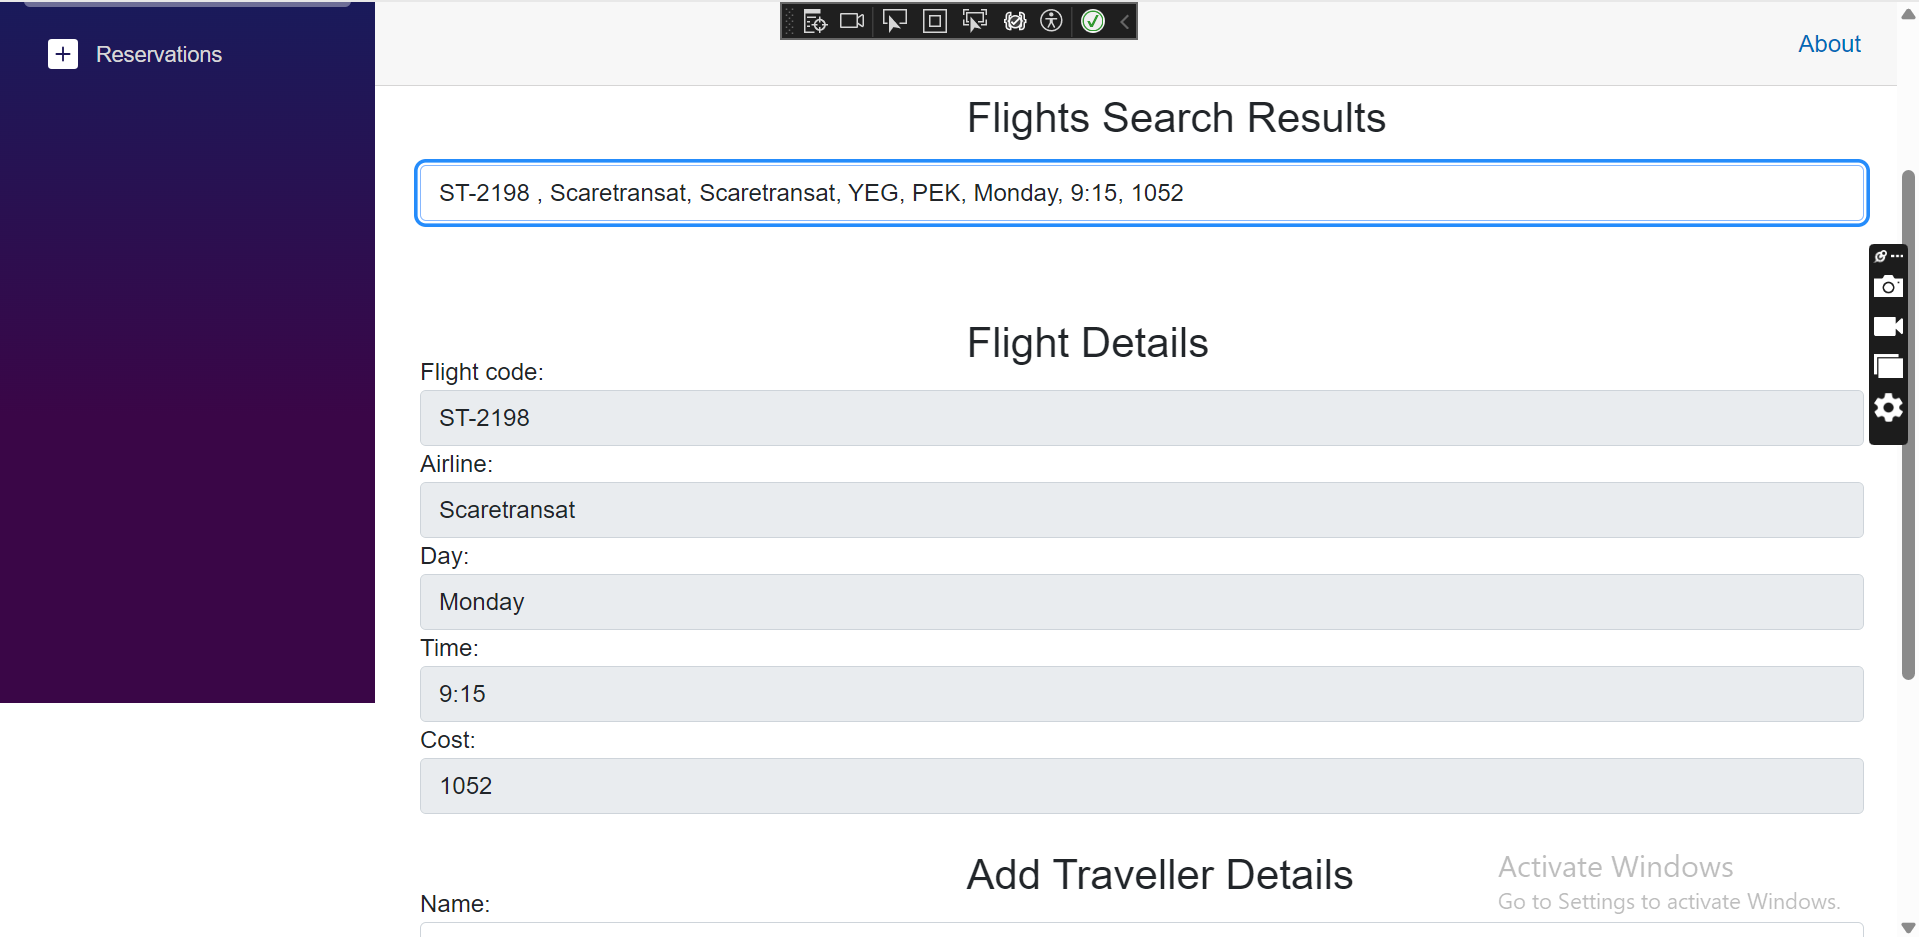 Reservations
About
Flights Search Results
ST-2198 , Scaretransat, Scaretransat, YEG, PEK, Monday, 9:15, 1052
Flight Details
Flight code:
ST-2198
Airline:
Scaretransat
Day:
Monday
Time:
9:15
Cost:
1052
Add Traveller Details
Name:
Activate Windows
Go to Settings to activate Windows.